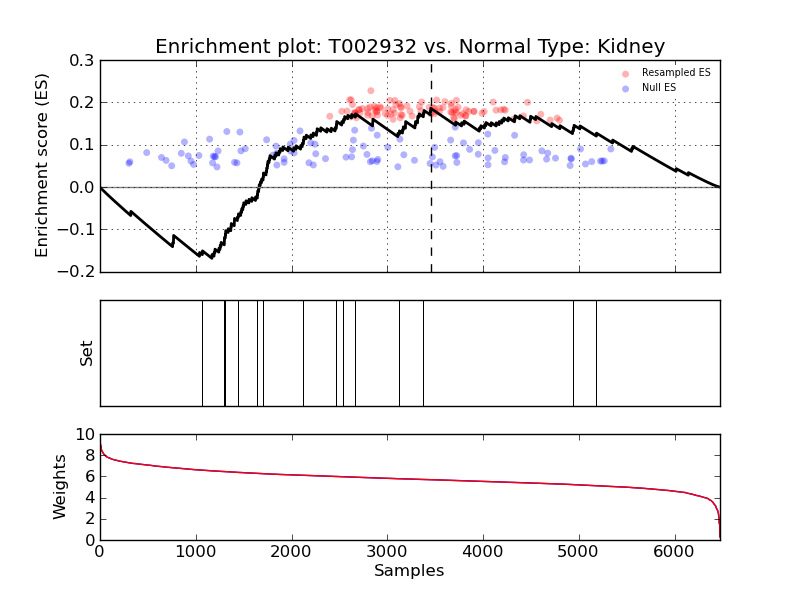 Enrichment plot: T002932 vs. Normal Type: Kidney
Enrichment score (ES)
0.3
0.2
0.1
0.0
−0.1
−0.2
Resampled ES
Null ES
Set
Weights
10
8
6
4
2
0
0 1000 2000 3000 4000 5000 6000
Samples